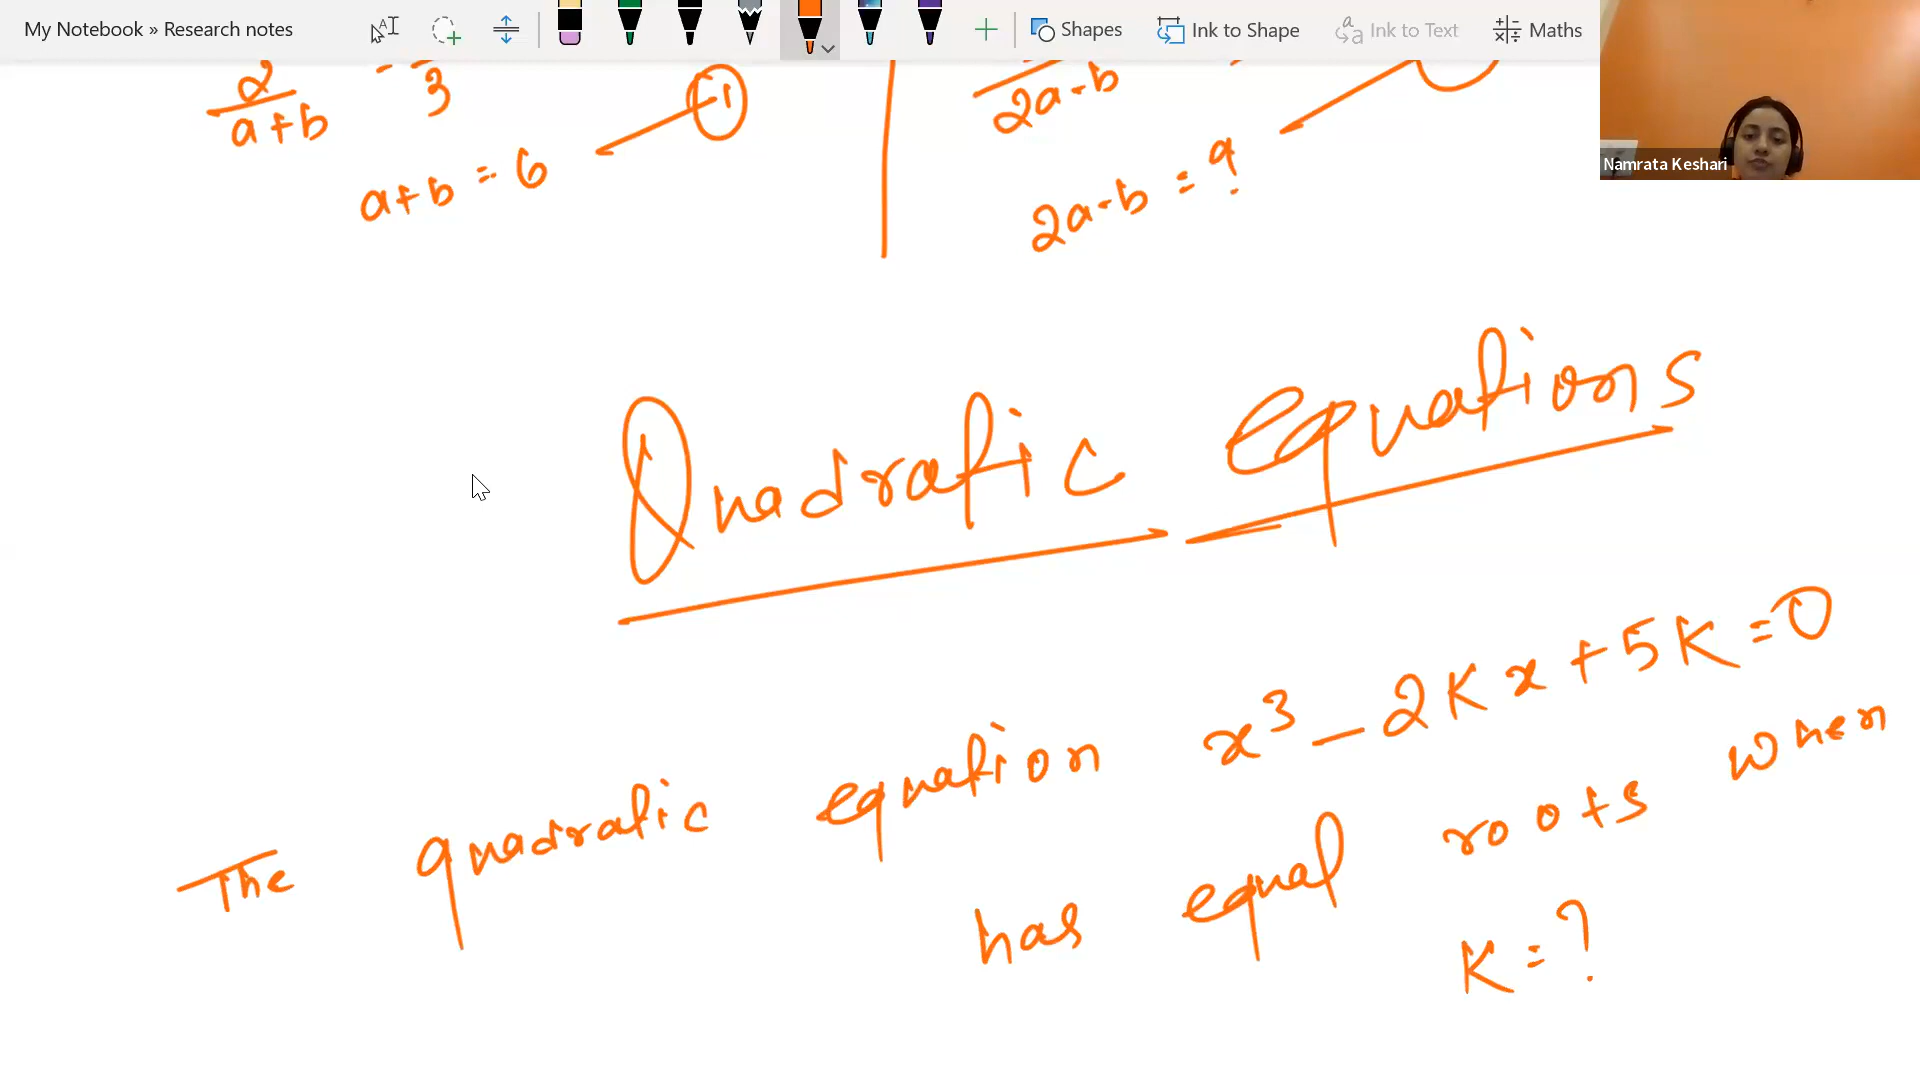 My Notebook » Research notes
Shapes
Ink to Shape
Ink to Text
Maths
Namrata Keshari
2
a+b
-
3
1
a+b = 6
2a-b
2a-b = ?
Quadratic equations
The quadratic equation x³ - 2Kx + 5K = 0
has equal roots when
K = ?